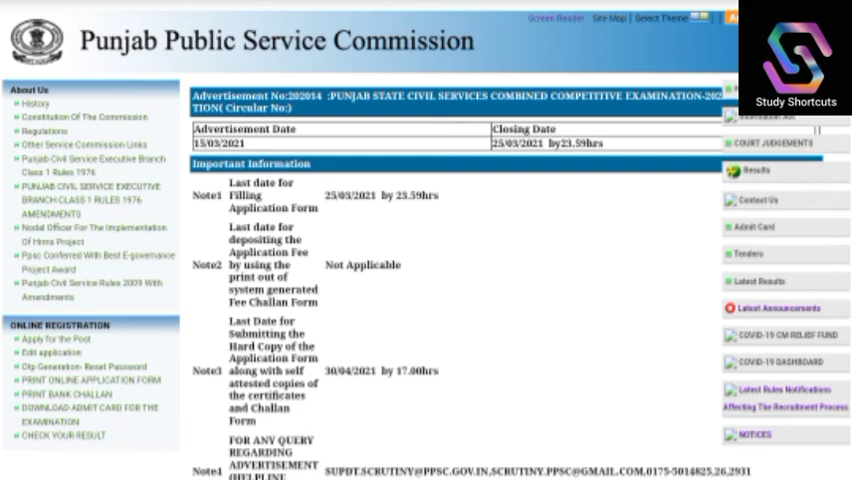 Screen Reader Site Map | Select Theme
Punjab Public Service Commission
Study Shortcuts
About Us
History
Constitution Of The Commission
Regulations
Other Service Commission Links
Punjab Civil Service Executive Branch
Class 1 Rules 1976
PUNJAB CIVIL SERVICE EXECUTIVE
BRANCH CLASS 1 RULES 1976
AMENDMENTS
Nodal Officer For The Implementation
Of Hrms Project
Ppsc Conferred With Best E-governance
Project Award
Punjab Civil Service Rules 2009 With
Amendments
ONLINE REGISTRATION
Apply for the Post
Edit application
Otp Generation- Reset Password
PRINT ONLINE APPLICATION FORM
PRINT BANK CHALLAN
DOWNLOAD ADMIT CARD FOR THE
EXAMINATION
CHECK YOUR RESULT
Advertisement No:202014 :PUNJAB STATE CIVIL SERVICES COMBINED COMPETITIVE EXAMINATION-202
TION( Circular No:)
Advertisement Date Closing Date
15/03/2021 25/03/2021 by23.59hrs
Important Information
Last date for
Note1 Filling 25/03/2021 by 23.59hrs
Application Form
Last date for
depositing the
Application Fee
Note2 by using the Not Applicable
print out of
system generated
Fee Challan Form
Last Date for
Submitting the
Hard Copy of the
Application Form
Note3 along with self 30/04/2021 by 17.00hrs
attested copies of
the certificates
and Challan
Form
FOR ANY QUERY
REGARDING
Note4 ADVERTISEMENT SUPDT.SCRUTINY@PPSC.GOV.IN,SCRUTINY.PPSC@GMAIL.COM,0175-5014825,26,2931
(HELPLINE
Information Act
COURT JUDGEMENTS
Results
Contact Us
Admit Card
Tenders
Latest Results
Latest Announcements
COVID-19 CM RELIEF FUND
COVID-19 DASHBOARD
Latest Rules Notifications
Affecting The Recruitment Process
NOTICES